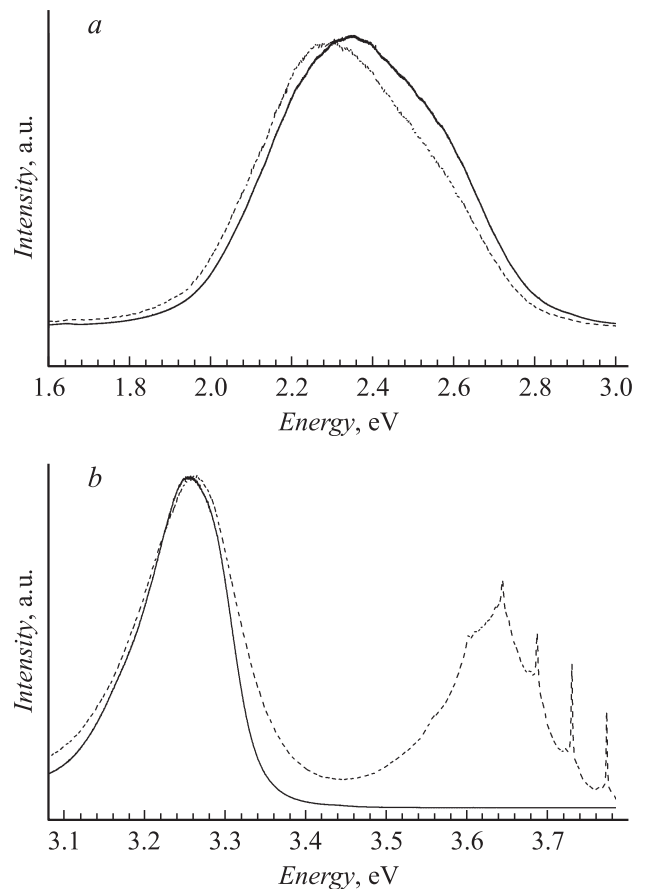 a
Intensity, a.u.
1.6 1.8 2.0 2.2 2.4 2.6 2.8 3.0
Energy, eV
b
Intensity, a.u.
3.1 3.2 3.3 3.4 3.5 3.6 3.7
Energy, eV